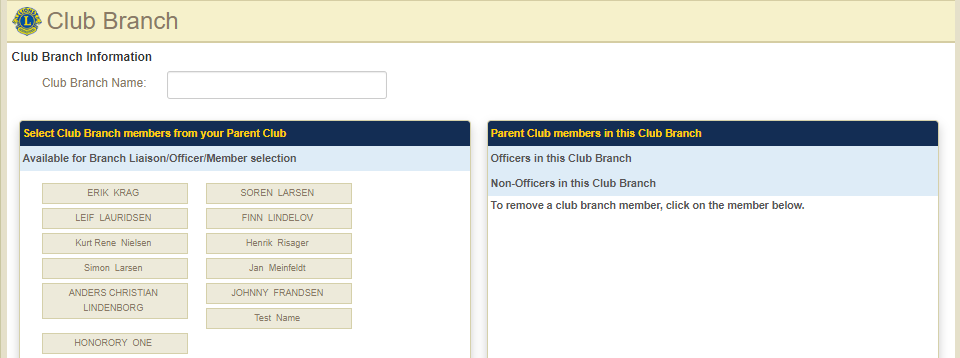 Club Branch
Club Branch Information
Club Branch Name:
Select Club Branch members from your Parent Club
Available for Branch Liaison/Officer/Member selection
ERIK KRAG
SOREN LARSEN
LEIF LAURIDSEN
FINN LINDELOV
Kurt Rene Nielsen
Henrik Risager
Simon Larsen
Jan Meinfeldt
ANDERS CHRISTIAN
LINDENBORG
JOHNNY FRANDSEN
Test Name
HONORORY ONE
Parent Club members in this Club Branch
Officers in this Club Branch
Non-Officers in this Club Branch
To remove a club branch member, click on the member below.